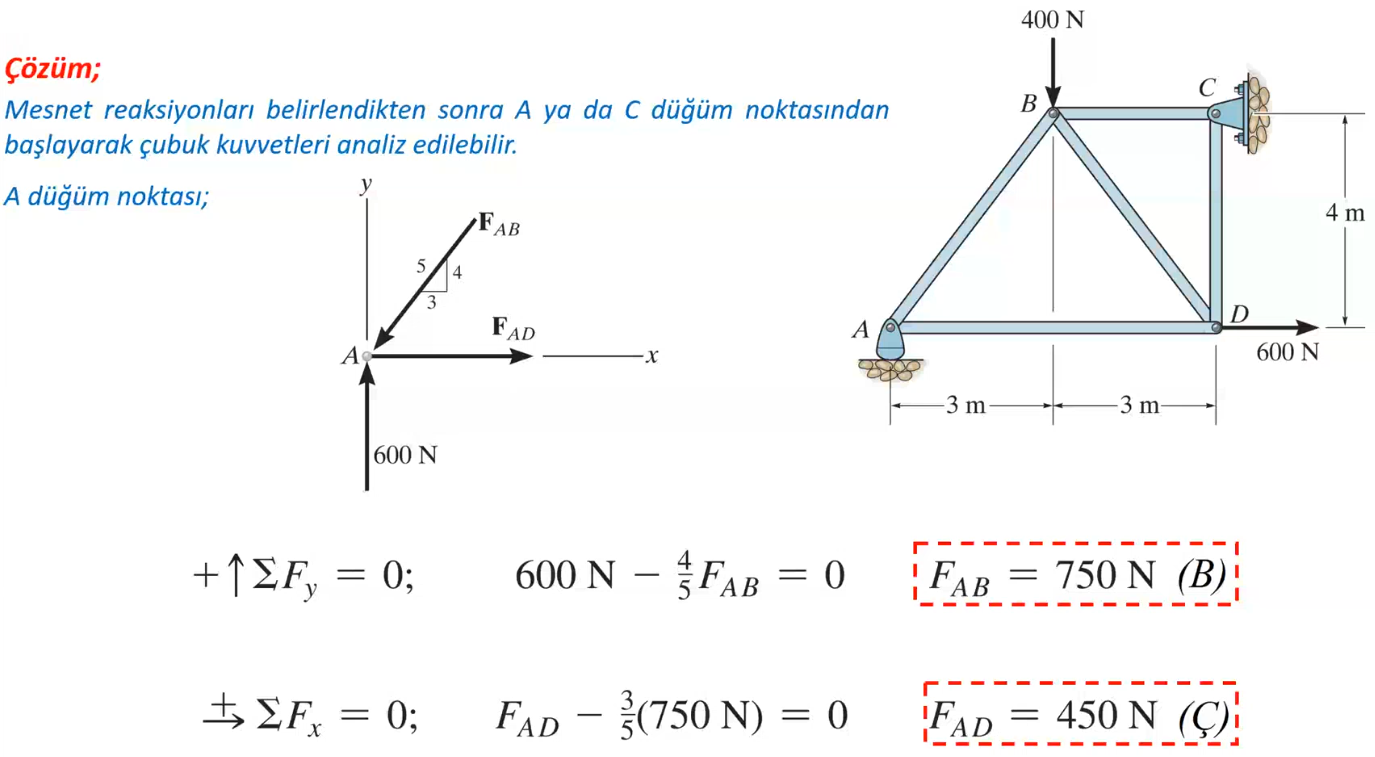 Çözüm;
Mesnet reaksiyonları belirlendikten sonra A ya da C düğüm noktasından
başlayarak çubuk kuvvetleri analiz edilebilir.
A düğüm noktası;
y
F_AB
5
4
3
F_AD
A
x
600 N
400 N
B
C
4 m
A
D
600 N
3 m
3 m
+↑ΣF_y = 0;   600 N − 4/5 F_AB = 0   F_AB = 750 N (B)
+→ ΣF_x = 0;   F_AD − 3/5(750 N) = 0   F_AD = 450 N (Ç)